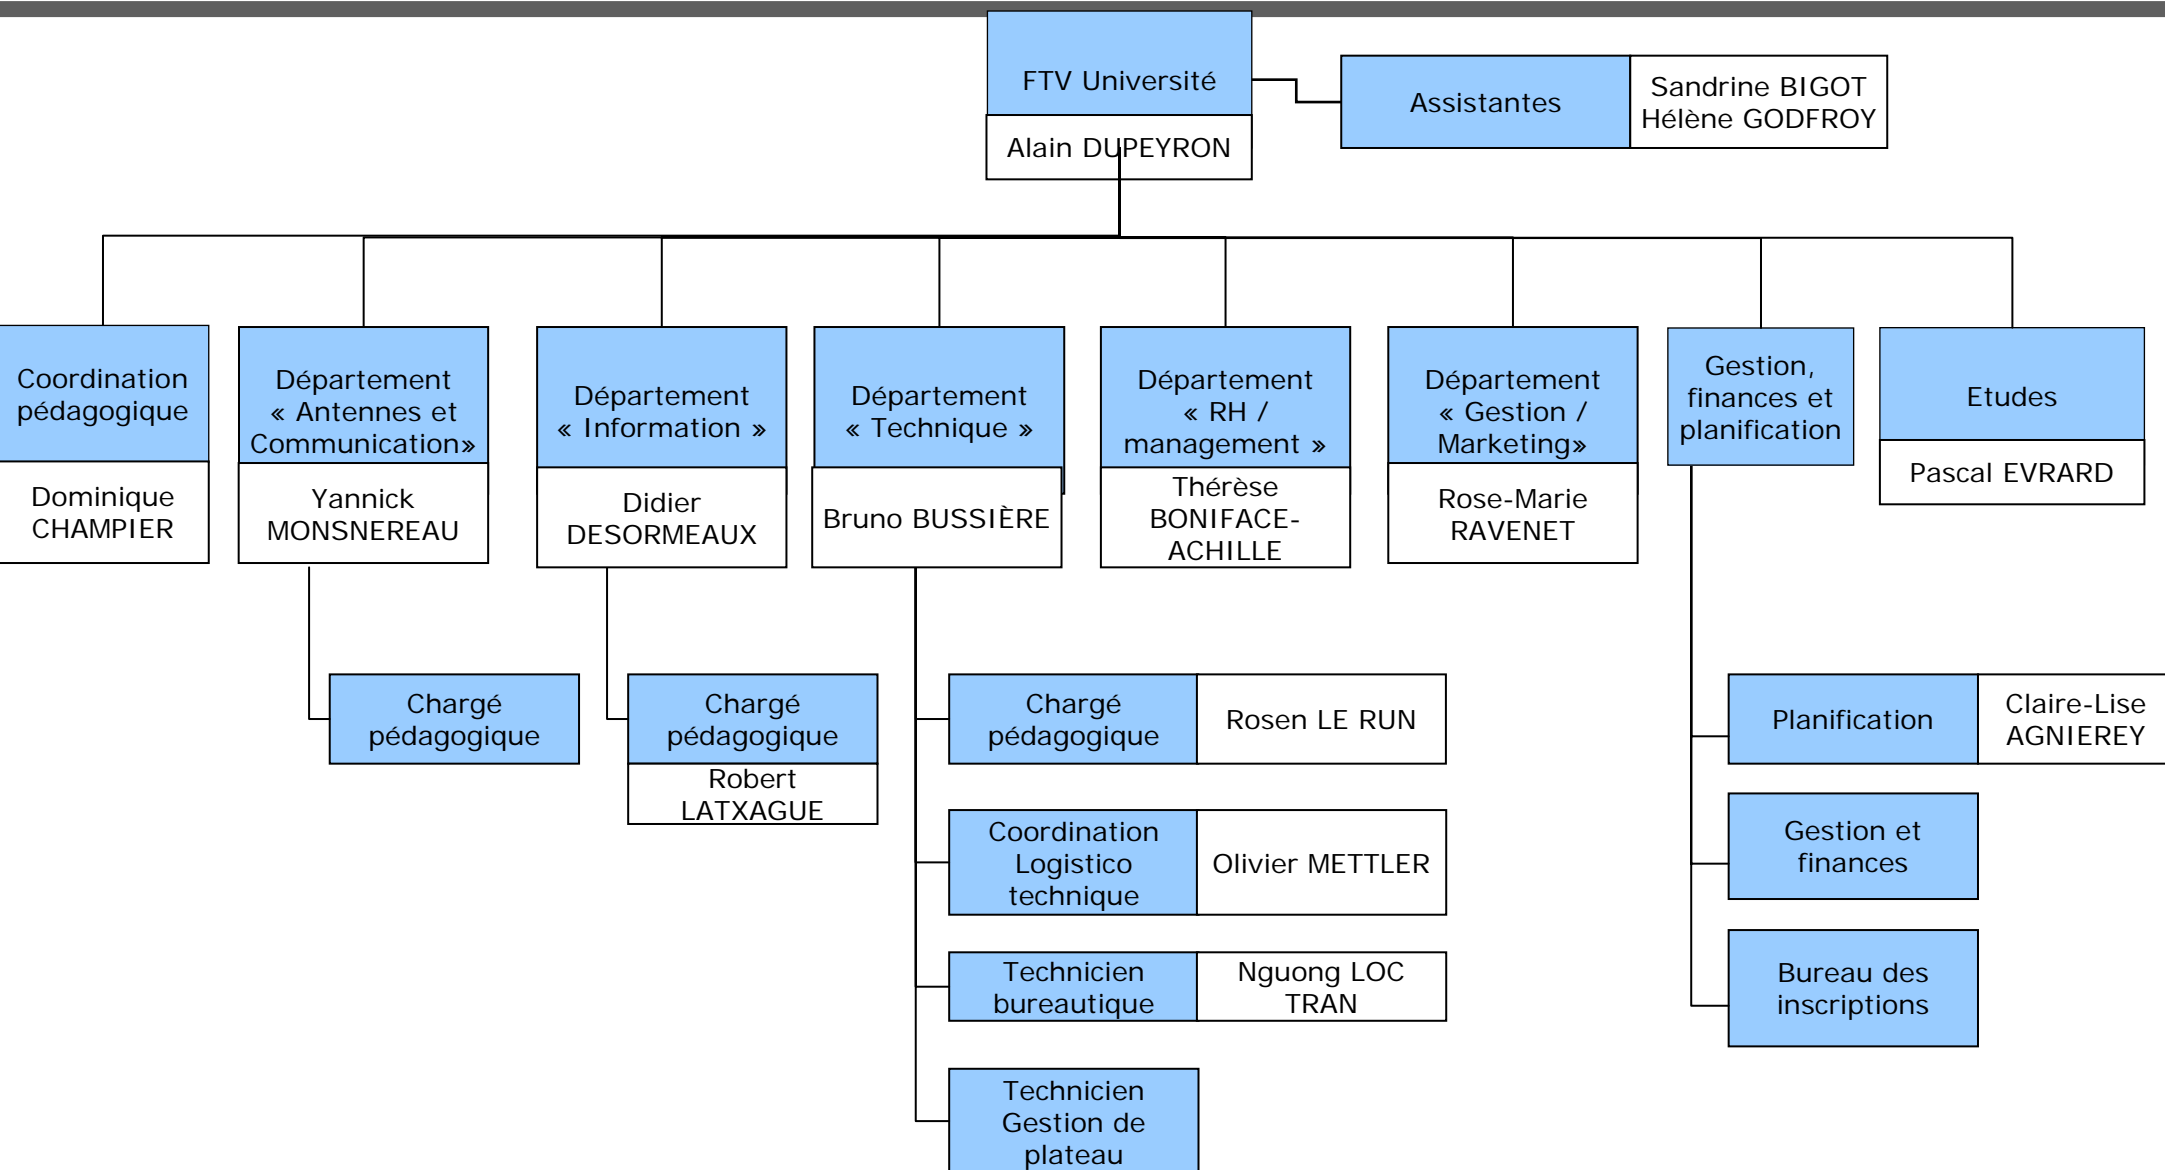 FTV Université
Alain DUPEYRON
Assistantes
Sandrine BIGOT
Hélène GODFROY
Coordination
pédagogique
Dominique
CHAMPIER
Département
« Antennes et
Communication»
Yannick
MONSNEREAU
Département
« Information »
Didier
DESORMEAUX
Département
« Technique »
Bruno BUSSIÈRE
Département
« RH /
management »
Thérèse
BONIFACE-
ACHILLE
Département
« Gestion /
Marketing»
Rose-Marie
RAVENET
Gestion,
finances et
planification
Etudes
Pascal EVRARD
Chargé
pédagogique
Chargé
pédagogique
Robert
LATXAGUE
Chargé
pédagogique
Rosen LE RUN
Coordination
Logistico
technique
Olivier METTLER
Technicien
bureautique
Nguong LOC
TRAN
Technicien
Gestion de
plateau
Planification
Claire-Lise
AGNIEREY
Gestion et
finances
Bureau des
inscriptions